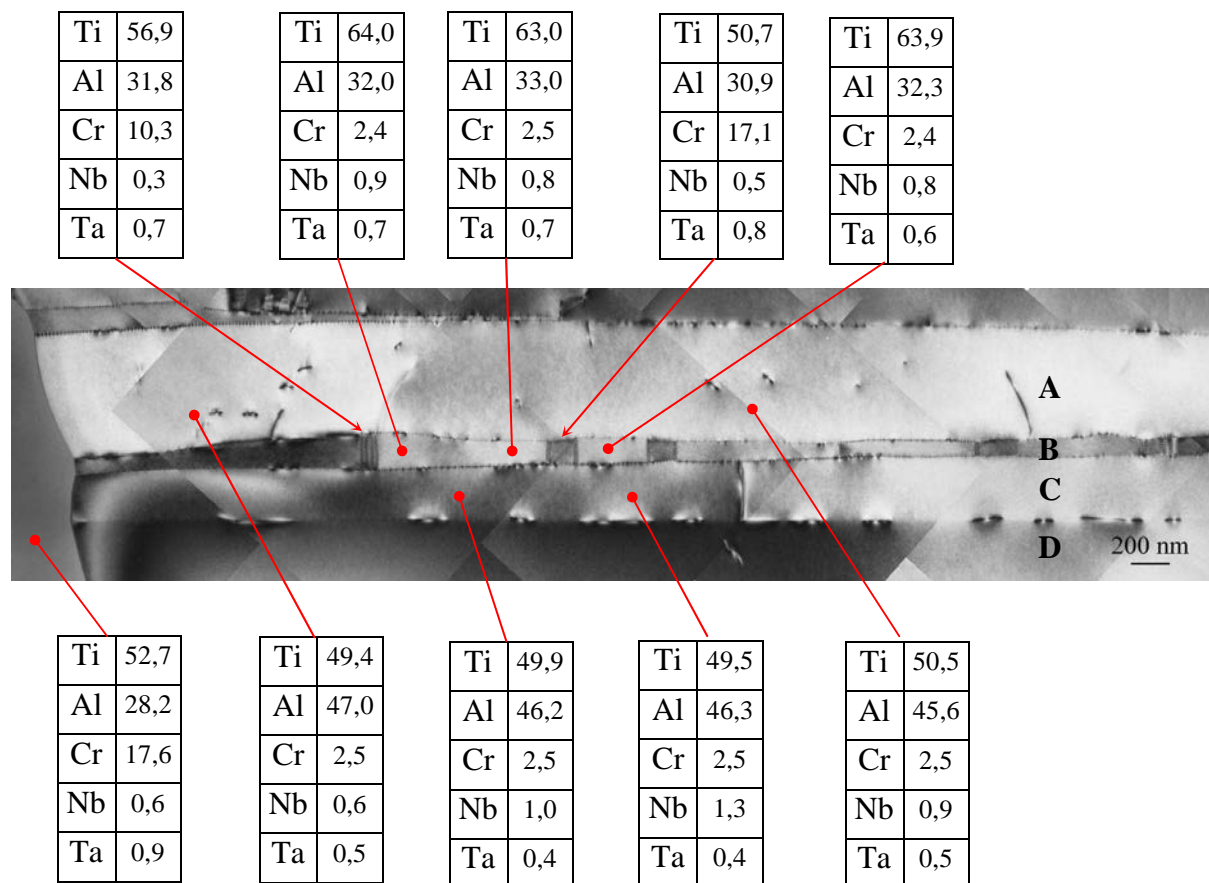 Ti 56,9
Al 31,8
Cr 10,3
Nb 0,3
Ta 0,7
Ti 64,0
Al 32,0
Cr 2,4
Nb 0,9
Ta 0,7
Ti 63,0
Al 33,0
Cr 2,5
Nb 0,8
Ta 0,7
Ti 50,7
Al 30,9
Cr 17,1
Nb 0,5
Ta 0,8
Ti 63,9
Al 32,3
Cr 2,4
Nb 0,8
Ta 0,6
A
B
C
D
200 nm
Ti 52,7
Al 28,2
Cr 17,6
Nb 0,6
Ta 0,9
Ti 49,4
Al 47,0
Cr 2,5
Nb 0,6
Ta 0,5
Ti 49,9
Al 46,2
Cr 2,5
Nb 1,0
Ta 0,4
Ti 49,5
Al 46,3
Cr 2,5
Nb 1,3
Ta 0,4
Ti 50,5
Al 45,6
Cr 2,5
Nb 0,9
Ta 0,5